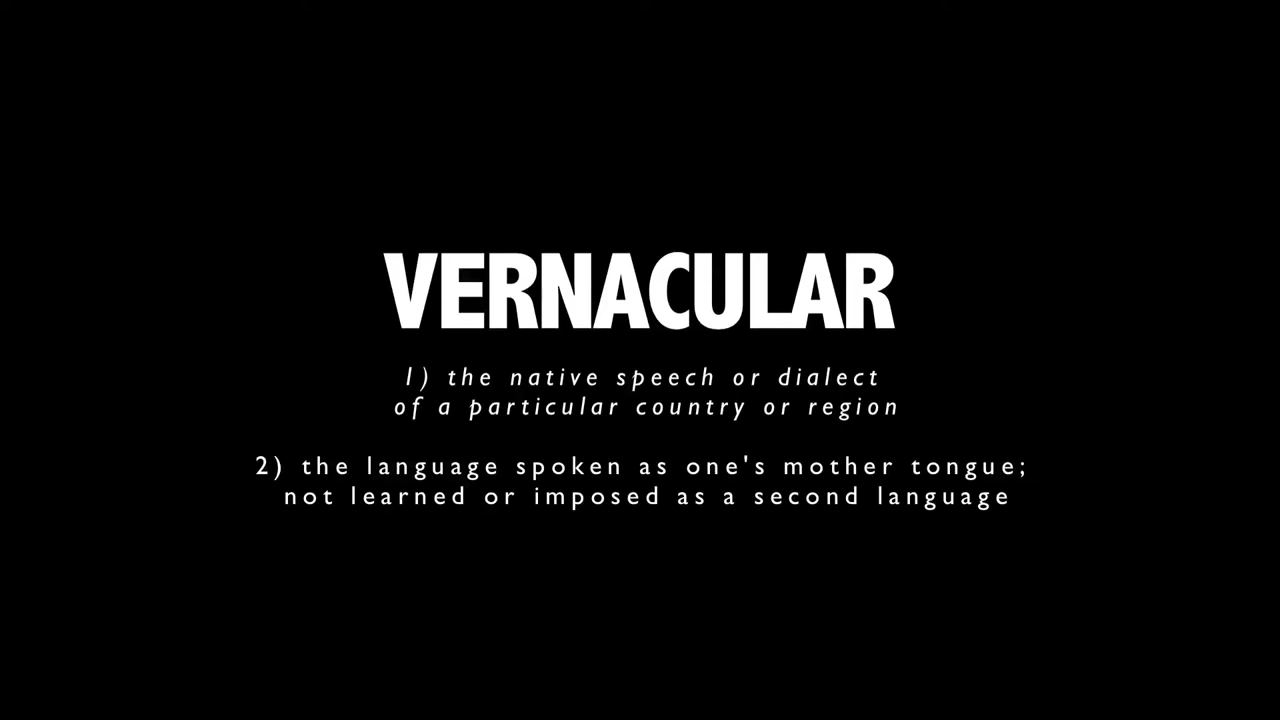 VERNACULAR
1) the native speech or dialect
of a particular country or region
2) the language spoken as one's mother tongue;
not learned or imposed as a second language